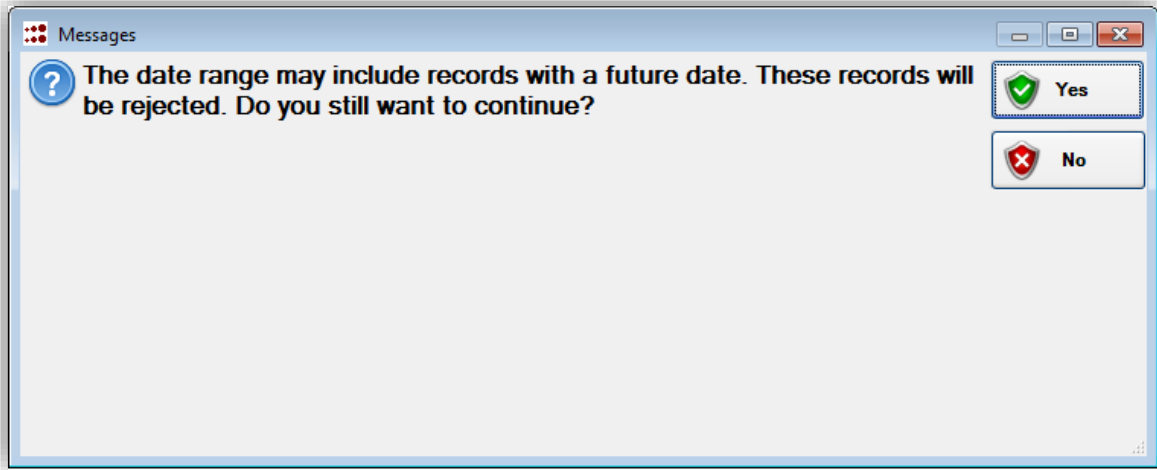 Messages
The date range may include records with a future date. These records will
be rejected. Do you still want to continue?
Yes
No